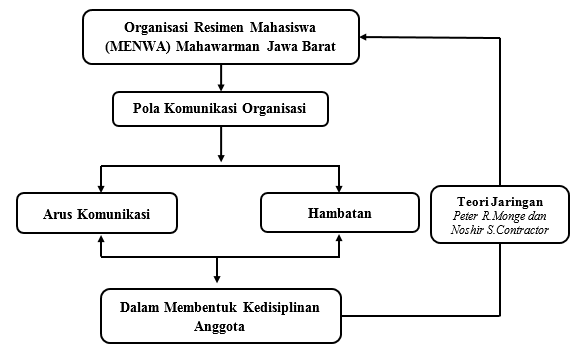 Organisasi Resimen Mahasiswa
(MENWA) Mahawarman Jawa Barat
Pola Komunikasi Organisasi
Arus Komunikasi
Hambatan
Teori Jaringan
Peter R.Monge dan
Noshir S.Contractor
Dalam Membentuk Kedisiplinan
Anggota